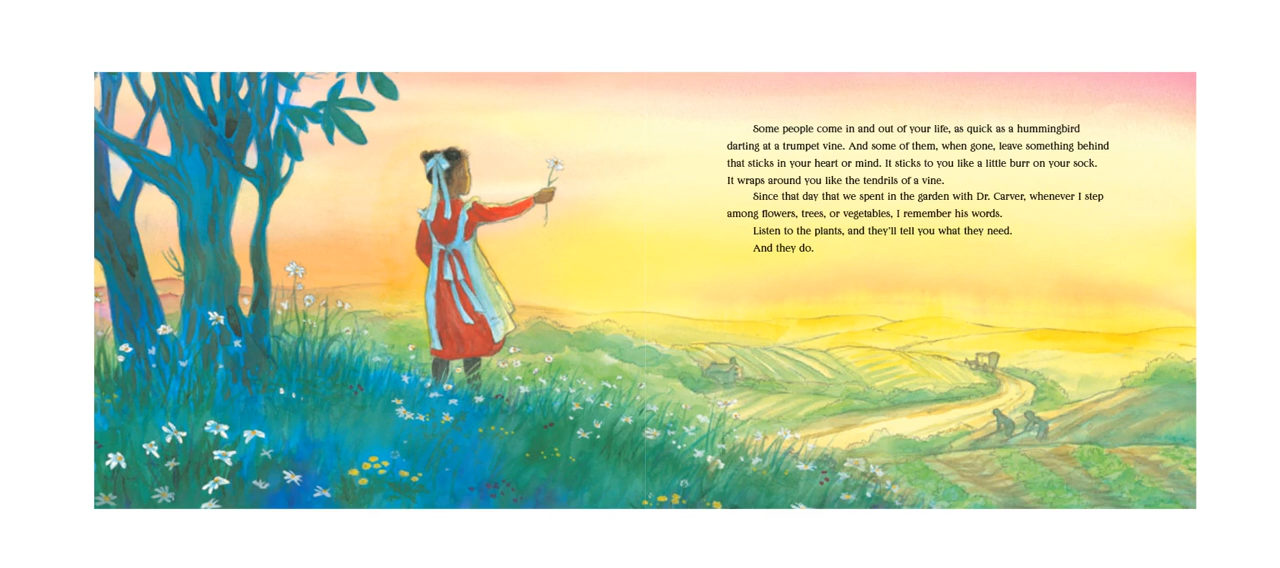 Some people come in and out of your life, as quick as a hummingbird
darting at a trumpet vine. And some of them, when gone, leave something behind
that sticks in your heart or mind. It sticks to you like a little burr on your sock.
It wraps around you like the tendrils of a vine.
Since that day that we spent in the garden with Dr. Carver, whenever I step
among flowers, trees, or vegetables, I remember his words.
Listen to the plants, and they'll tell you what they need.
And they do.